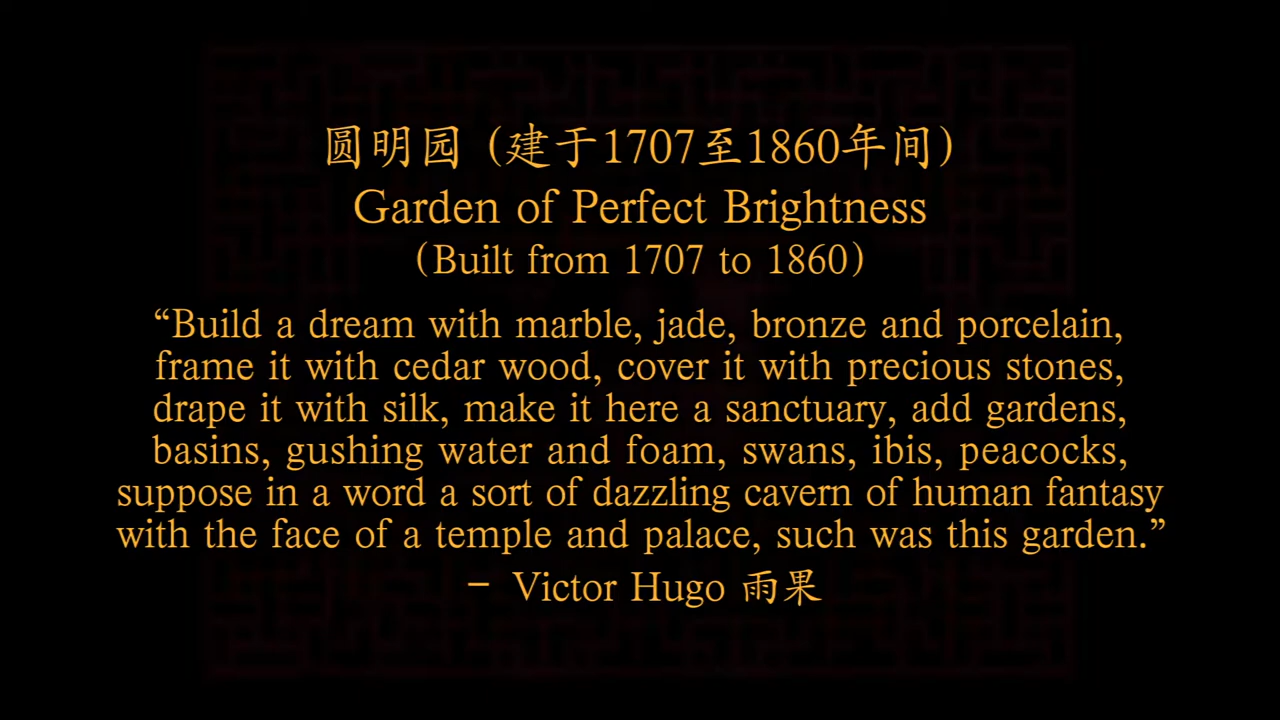 圆明园 (建于1707至1860年间)
Garden of Perfect Brightness
(Built from 1707 to 1860)
“Build a dream with marble, jade, bronze and porcelain,
frame it with cedar wood, cover it with precious stones,
drape it with silk, make it here a sanctuary, add gardens,
basins, gushing water and foam, swans, ibis, peacocks,
suppose in a word a sort of dazzling cavern of human fantasy
with the face of a temple and palace, such was this garden.”
- Victor Hugo 雨果